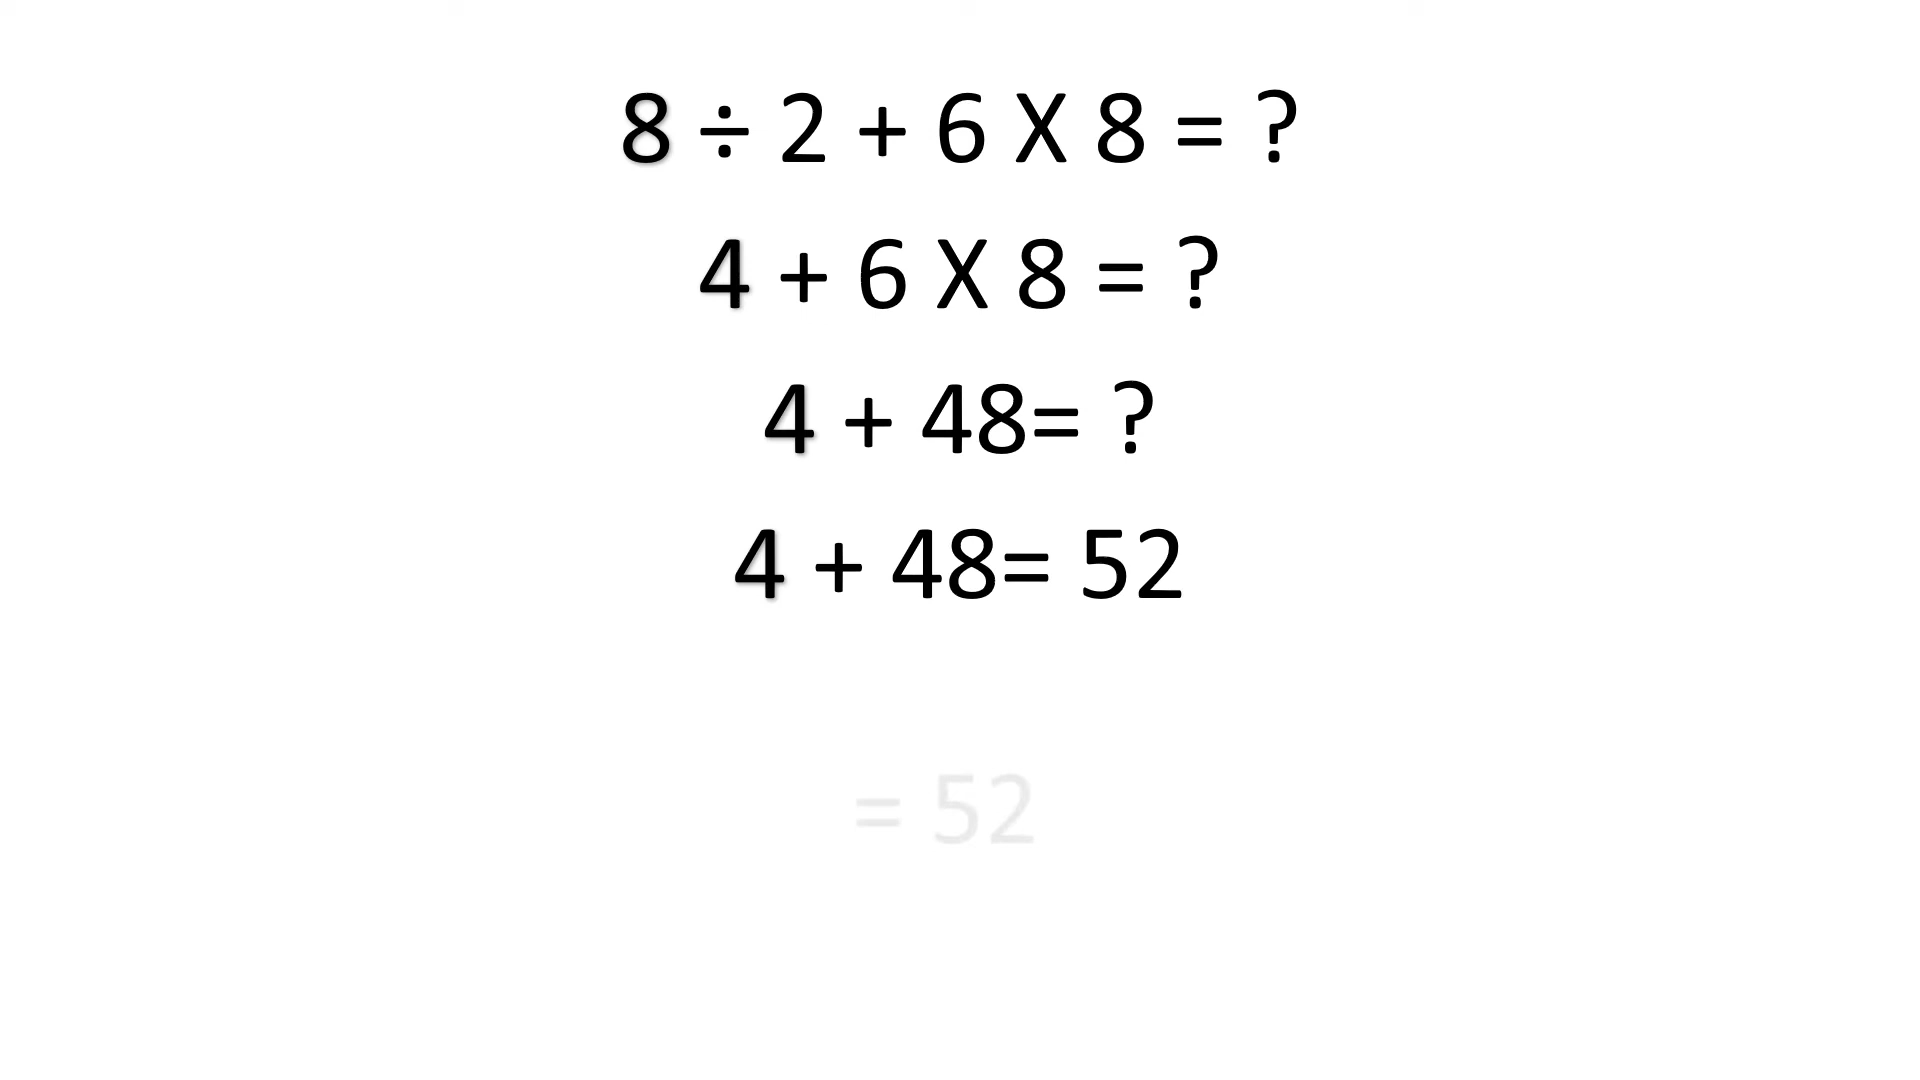 8 ÷ 2 + 6 X 8 = ?
4 + 6 X 8 = ?
4 + 48= ?
4 + 48= 52
= 52